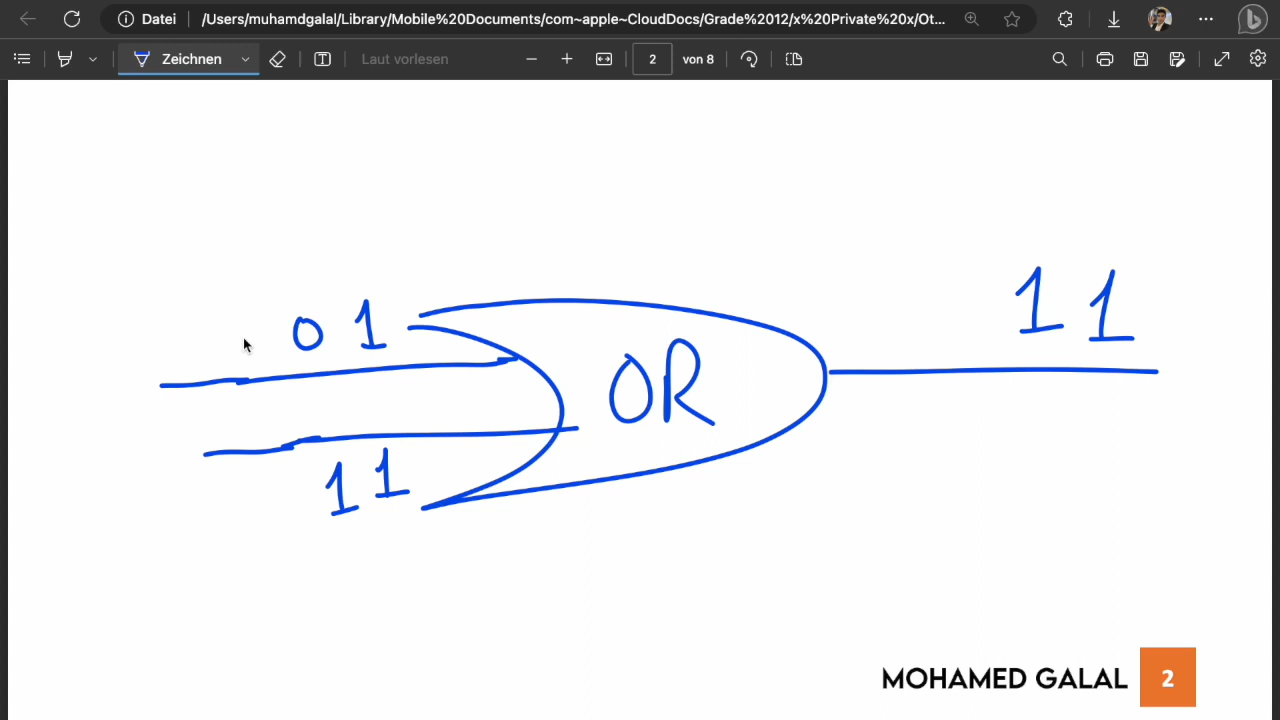 Datei
/Users/muhamdgalal/Library/Mobile%20Documents/com~apple~CloudDocs/Grade%2012/x%20Private%20x/Ot...
Zeichnen
Laut vorlesen
2 von 8
0 1
1 1
OR
1 1
MOHAMED GALAL 2